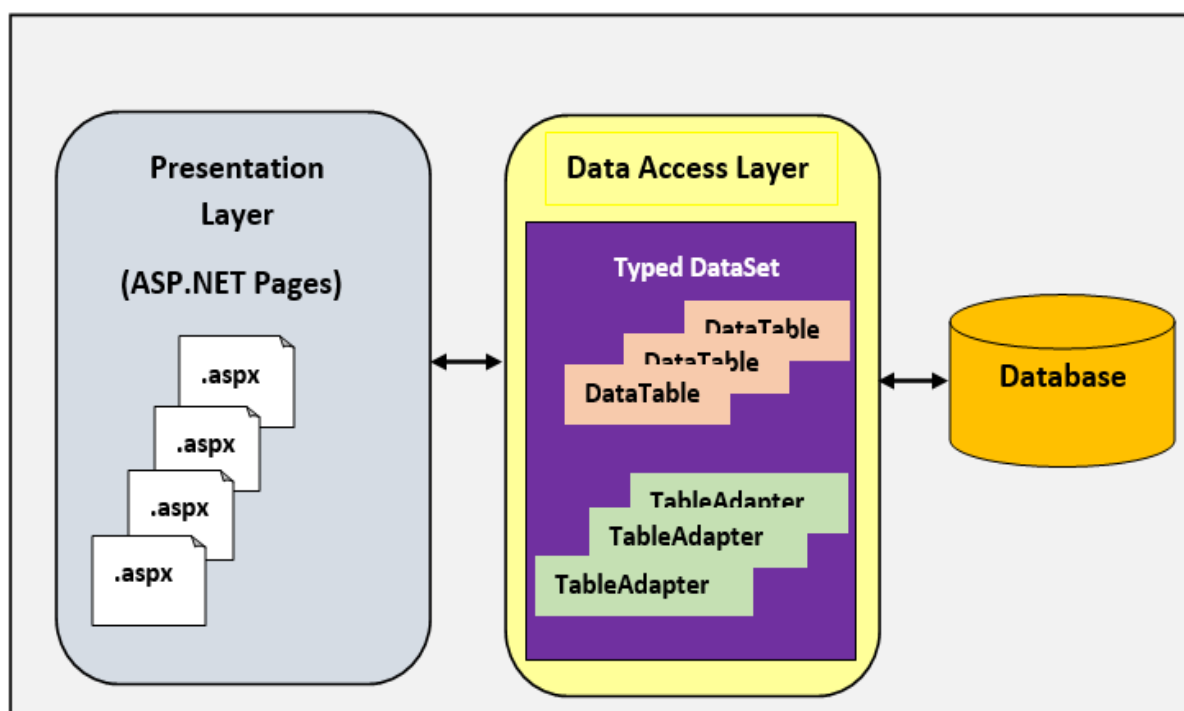 Presentation
Layer
(ASP.NET Pages)
.aspx
.aspx
.aspx
.aspx
Data Access Layer
Typed DataSet
DataTable
DataTable
DataTable
TableAdapter
TableAdapter
TableAdapter
Database